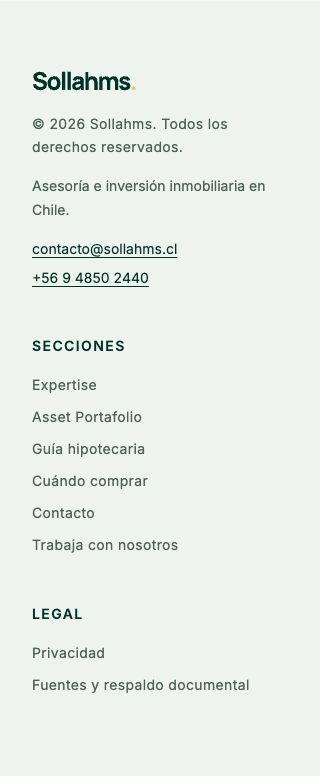 Sollahms.
© 2026 Sollahms. Todos los
derechos reservados.
Asesoría e inversión inmobiliaria en
Chile.
contacto@sollahms.cl
+56 9 4850 2440
SECCIONES
Expertise
Asset Portafolio
Guía hipotecaria
Cuándo comprar
Contacto
Trabaja con nosotros
LEGAL
Privacidad
Fuentes y respaldo documental